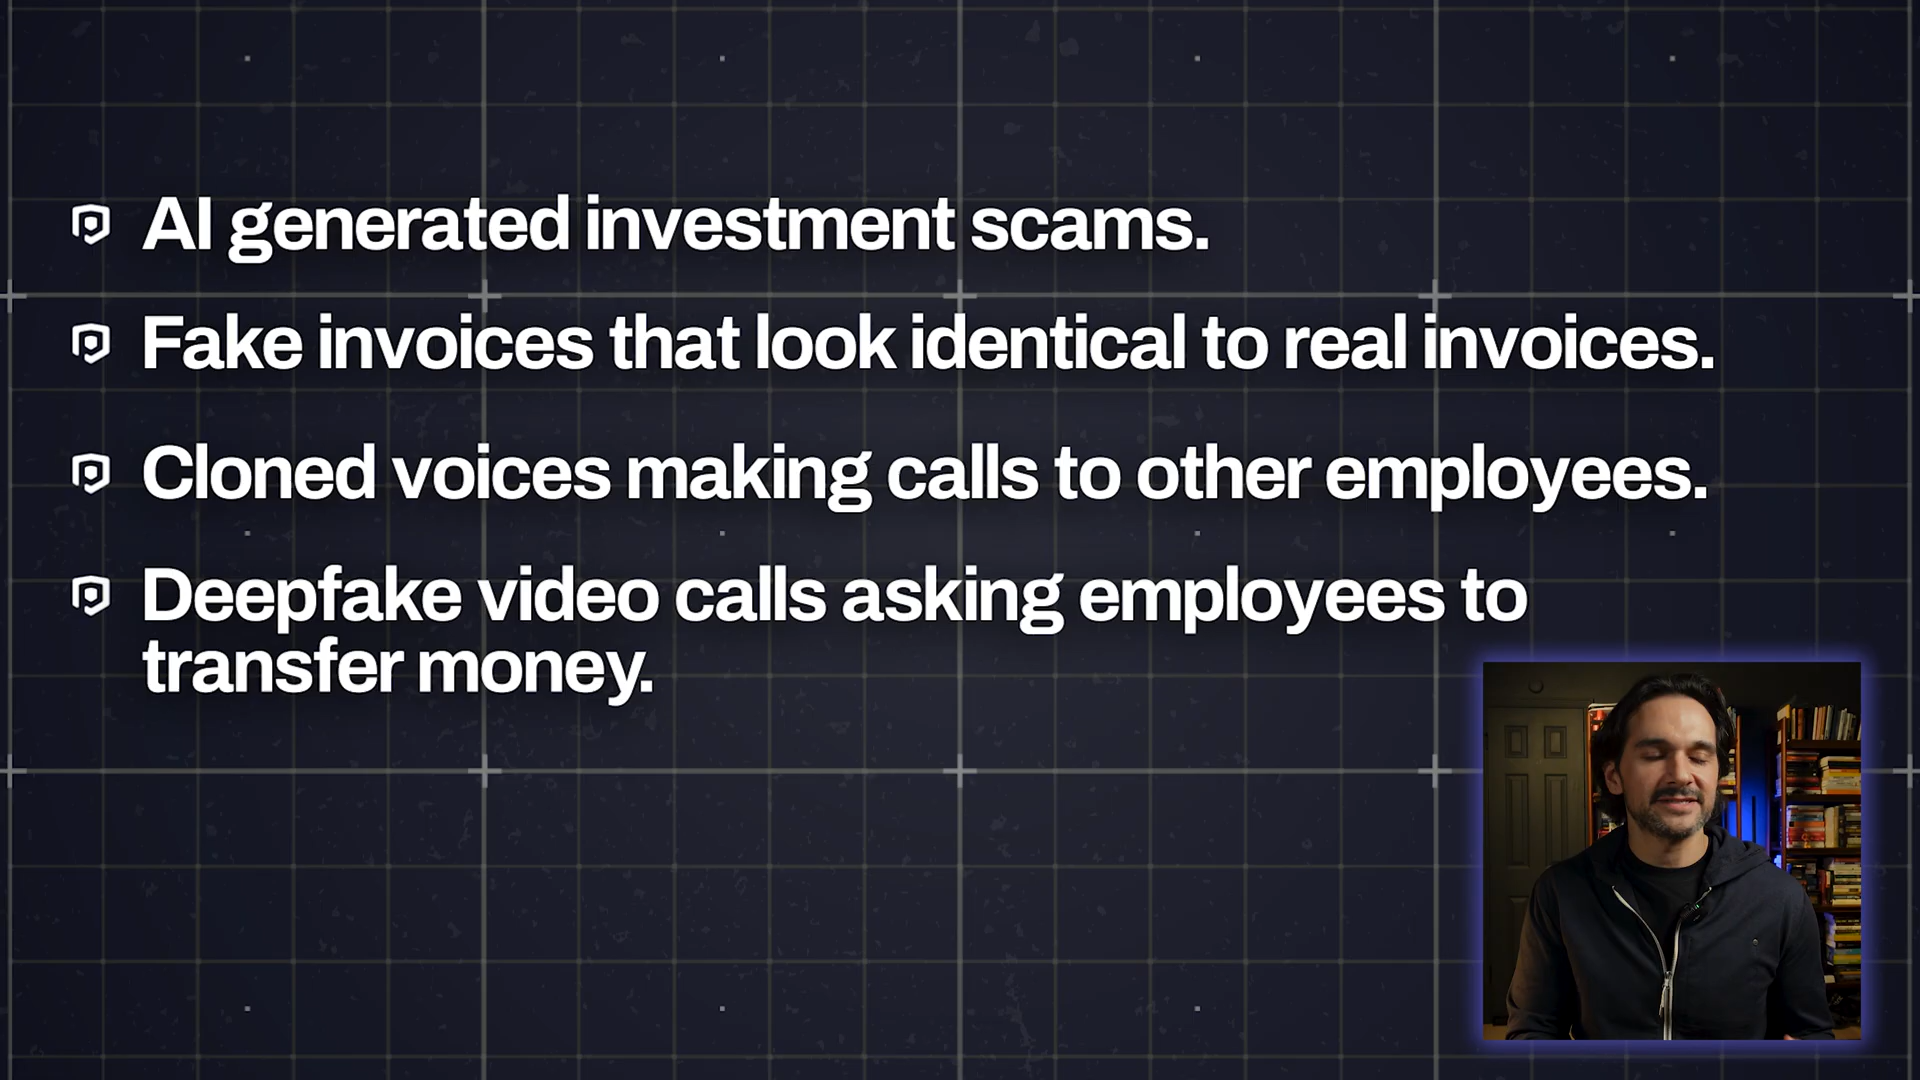 AI generated investment scams.
Fake invoices that look identical to real invoices.
Cloned voices making calls to other employees.
Deepfake video calls asking employees to
transfer money.